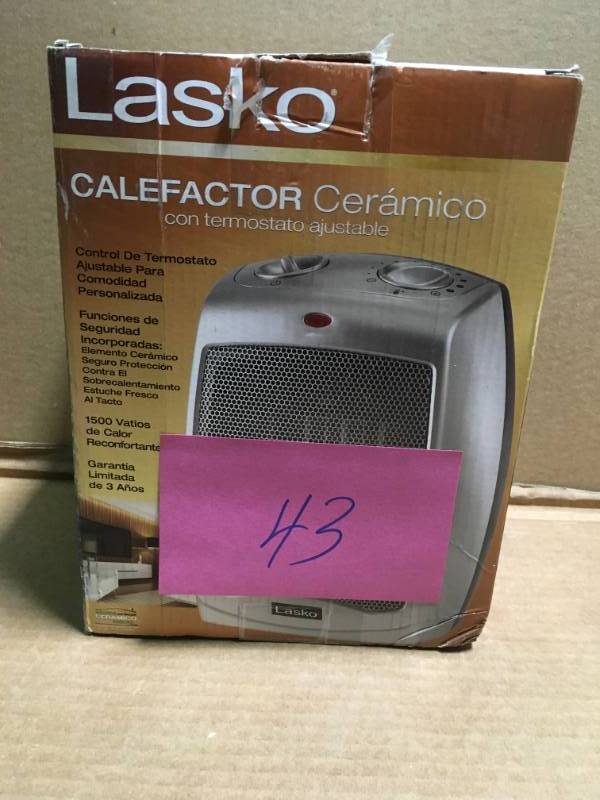 Lasko
CALEFACTOR Cerámico
con termostato ajustable
Control De Termostato
Ajustable Para
Comodidad
Personalizada
Funciones de
Seguridad
Incorporadas:
Elemento Cerámico
Seguro Protección
Contra El
Sobrecalentamiento
Estuche Fresco
Al Tacto
1500 Vatios
de Calor
Reconfortante
Garantía
Limitada
de 3 Años
43
Lasko
CERÁMICO